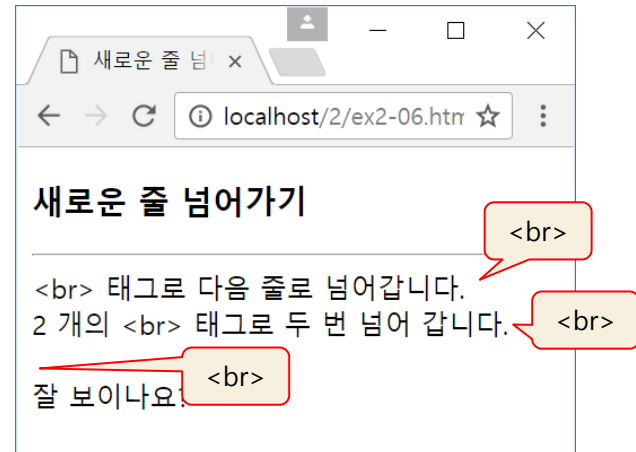 새로운 줄 넘
localhost/2/ex2-06.htm
새로운 줄 넘어가기
<br>
<br> 태그로 다음 줄로 넘어갑니다.
2 개의 <br> 태그로 두 번 넘어 갑니다.
<br>
<br>
잘 보이나요?